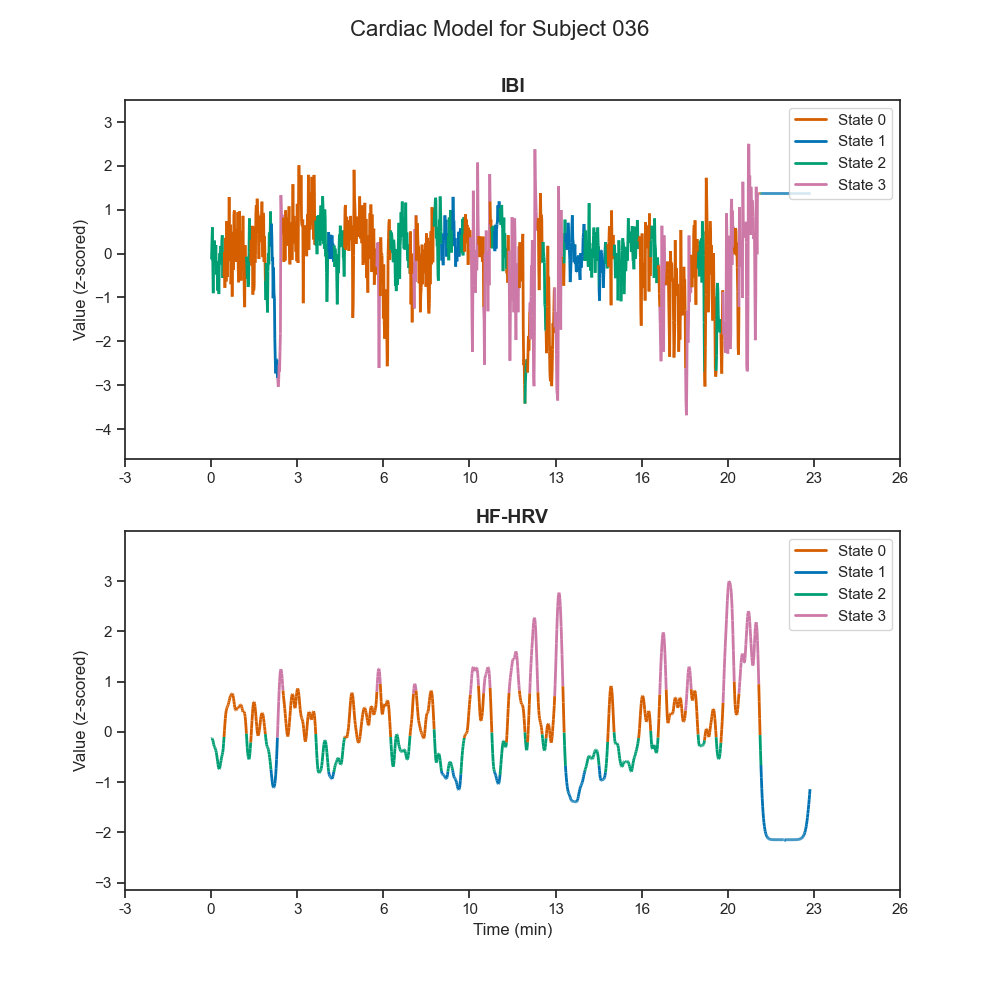 Cardiac Model for Subject 036
IBI
Value (z-scored)
3
2
1
0
−1
−2
−3
−4
State 0
State 1
State 2
State 3
-3 0 3 6 10 13 16 20 23 26
HF-HRV
Value (z-scored)
3
2
1
0
−1
−2
−3
State 0
State 1
State 2
State 3
-3 0 3 6 10 13 16 20 23 26
Time (min)